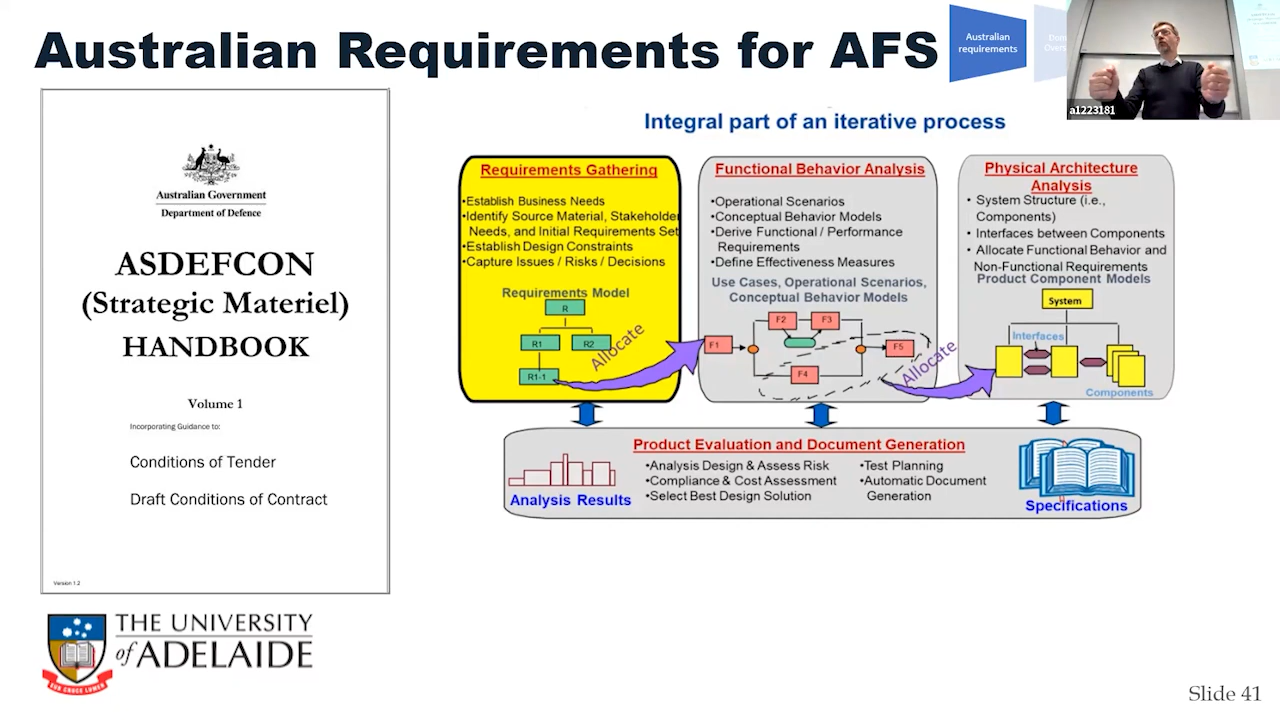 Australian Requirements for AFS
Australian
requirements
a1223181
Australian Government
Department of Defence
ASDEFCON
(Strategic Materiel)
HANDBOOK
Volume 1
Incorporating Guidance to:
Conditions of Tender
Draft Conditions of Contract
Version 1.2
Integral part of an iterative process
Requirements Gathering
•Establish Business Needs
•Identify Source Material, Stakeholder
Needs, and Initial Requirements Set
•Establish Design Constraints
•Capture Issues / Risks / Decisions
Requirements Model
R
R1
R2
R1-1
Allocate
Functional Behavior Analysis
•Operational Scenarios
•Conceptual Behavior Models
•Derive Functional / Performance
Requirements
•Define Effectiveness Measures
Use Cases, Operational Scenarios,
Conceptual Behavior Models
F1
F2
F3
F4
F5
Allocate
Physical Architecture
Analysis
• System Structure (i.e.,
Components)
• Interfaces between Components
• Allocate Functional Behavior and
Non-Functional Requirements
Product Component Models
System
Interfaces
Components
Product Evaluation and Document Generation
•Analysis Design & Assess Risk
•Compliance & Cost Assessment
•Select Best Design Solution
•Test Planning
•Automatic Document
Generation
Analysis Results
Specifications
THE UNIVERSITY
of ADELAIDE
SUB CRUCE LUMEN
Slide 41